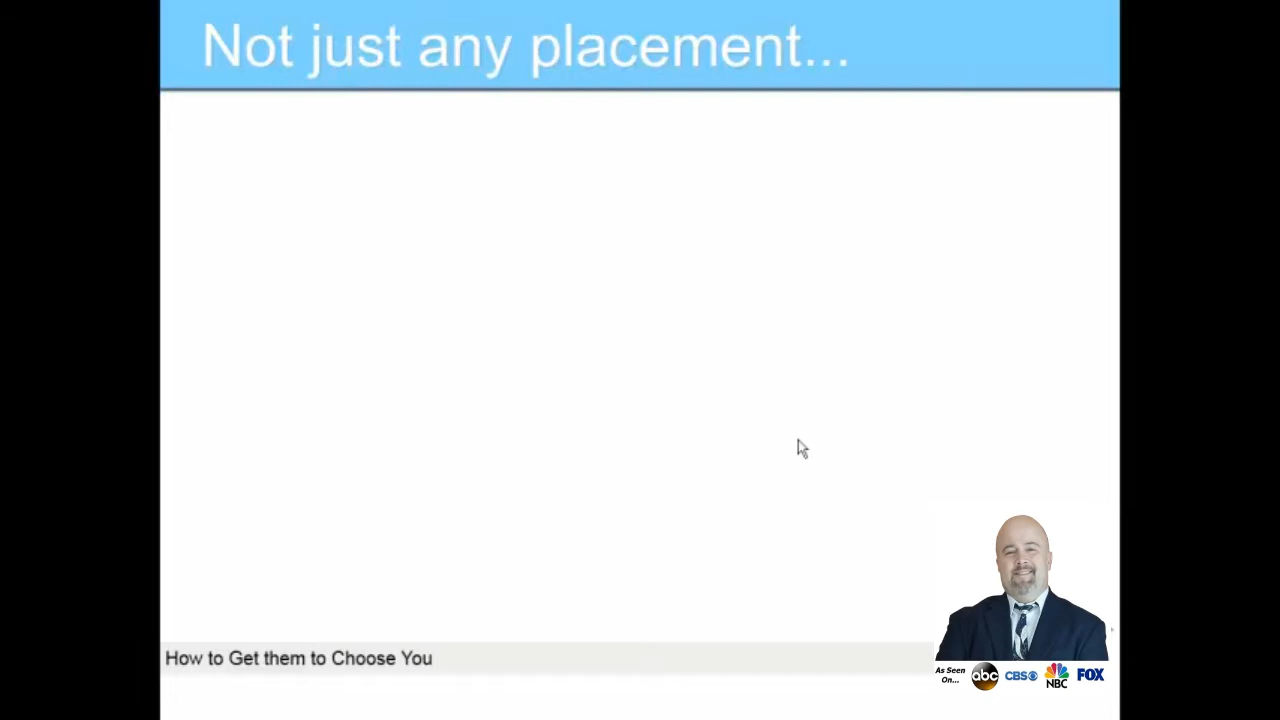 Not just any placement...
How to Get them to Choose You
As Seen
On...
abc CBS NBC FOX